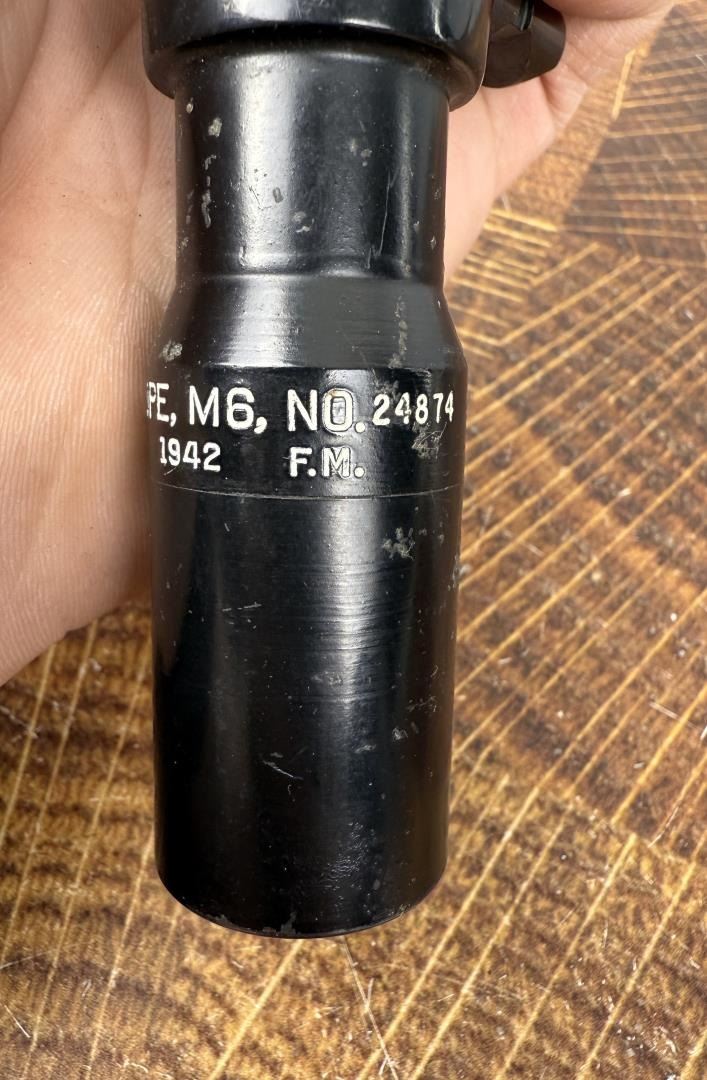 PE, M6, NO. 24874
1942 F.M.